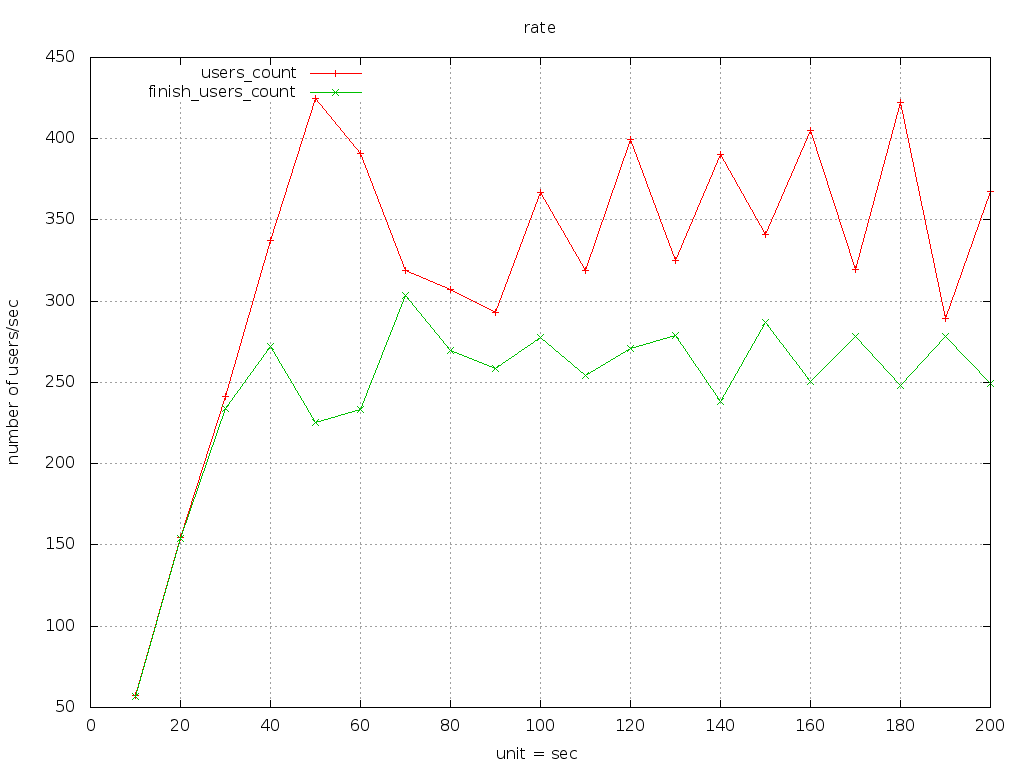 rate
450
users_count
finish_users_count
400
350
300
250
200
150
100
50
number of users/sec
0 20 40 60 80 100 120 140 160 180 200
unit = sec